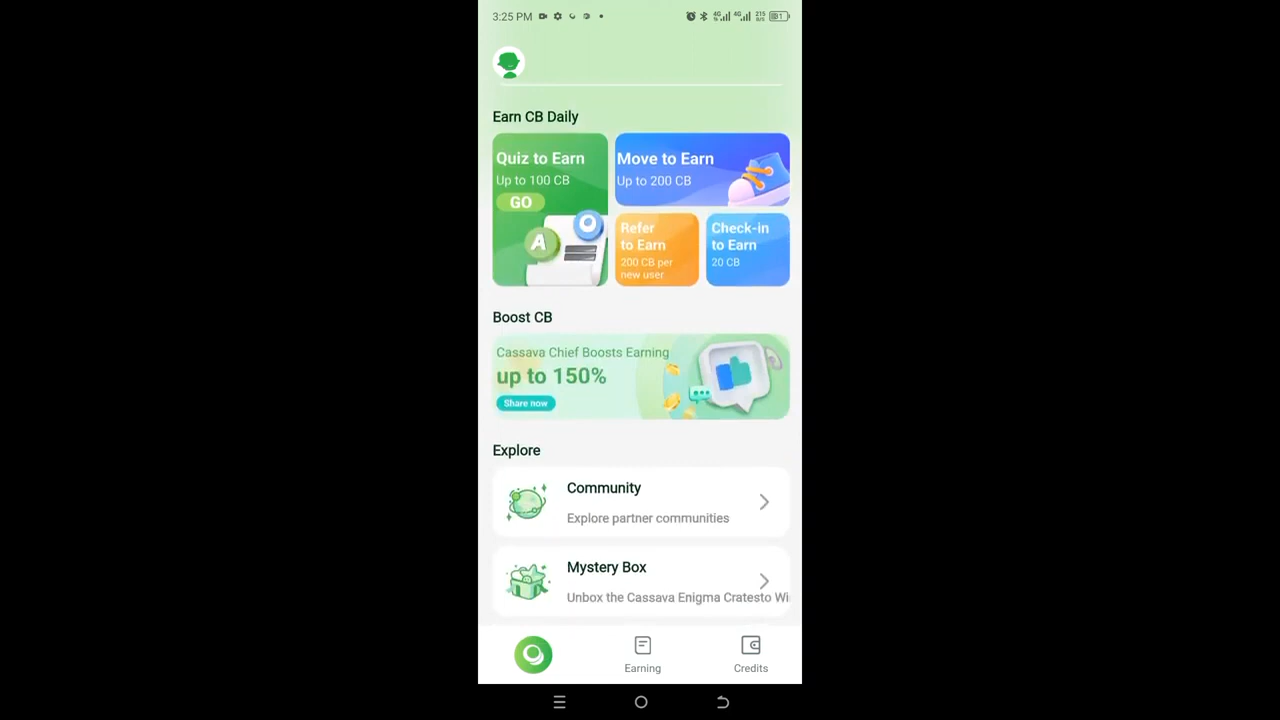 3:25 PM
Earn CB Daily
Quiz to Earn
Up to 100 CB
GO
A
O
Move to Earn
Up to 200 CB
Refer
to Earn
200 CB per
new user
Check-in
to Earn
20 CB
Boost CB
Cassava Chief Boosts Earning
up to 150%
Share now
Explore
Community
Explore partner communities
Mystery Box
Unbox the Cassava Enigma Cratesto Wi
Earning
Credits